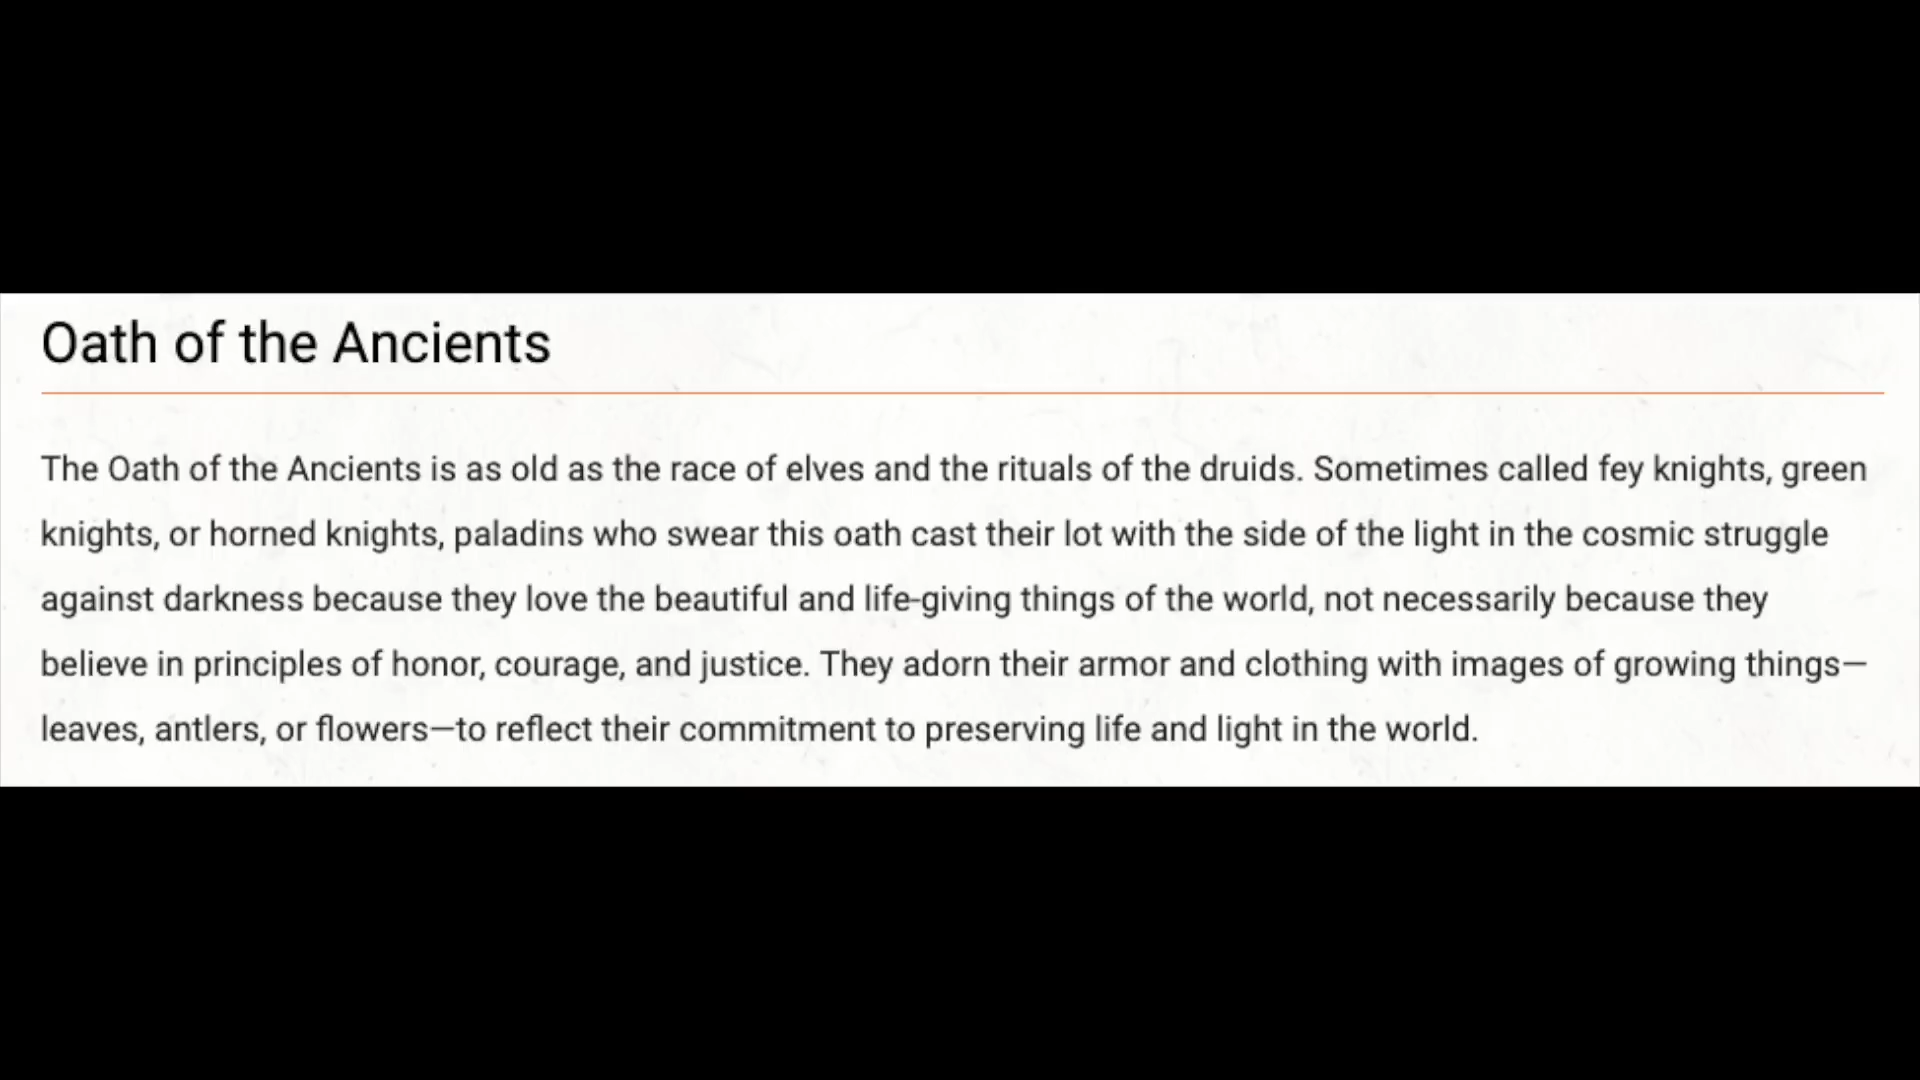 Oath of the Ancients
The Oath of the Ancients is as old as the race of elves and the rituals of the druids. Sometimes called fey knights, green
knights, or horned knights, paladins who swear this oath cast their lot with the side of the light in the cosmic struggle
against darkness because they love the beautiful and life-giving things of the world, not necessarily because they
believe in principles of honor, courage, and justice. They adorn their armor and clothing with images of growing things—
leaves, antlers, or flowers—to reflect their commitment to preserving life and light in the world.